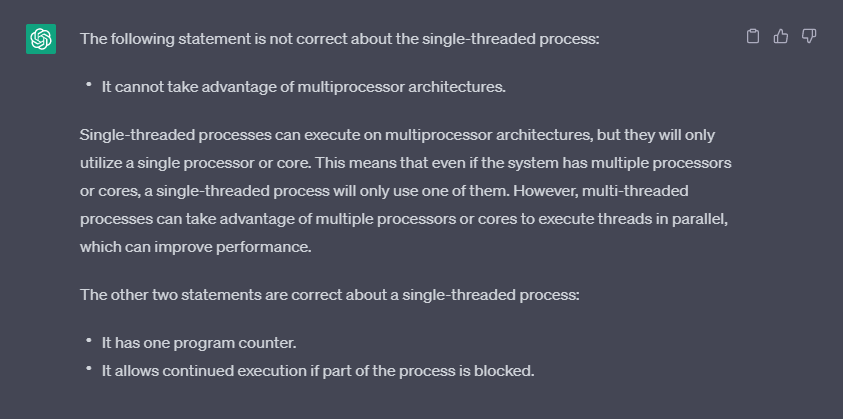 The following statement is not correct about the single-threaded process:
• It cannot take advantage of multiprocessor architectures.
Single-threaded processes can execute on multiprocessor architectures, but they will only
utilize a single processor or core. This means that even if the system has multiple processors
or cores, a single-threaded process will only use one of them. However, multi-threaded
processes can take advantage of multiple processors or cores to execute threads in parallel,
which can improve performance.
The other two statements are correct about a single-threaded process:
• It has one program counter.
• It allows continued execution if part of the process is blocked.